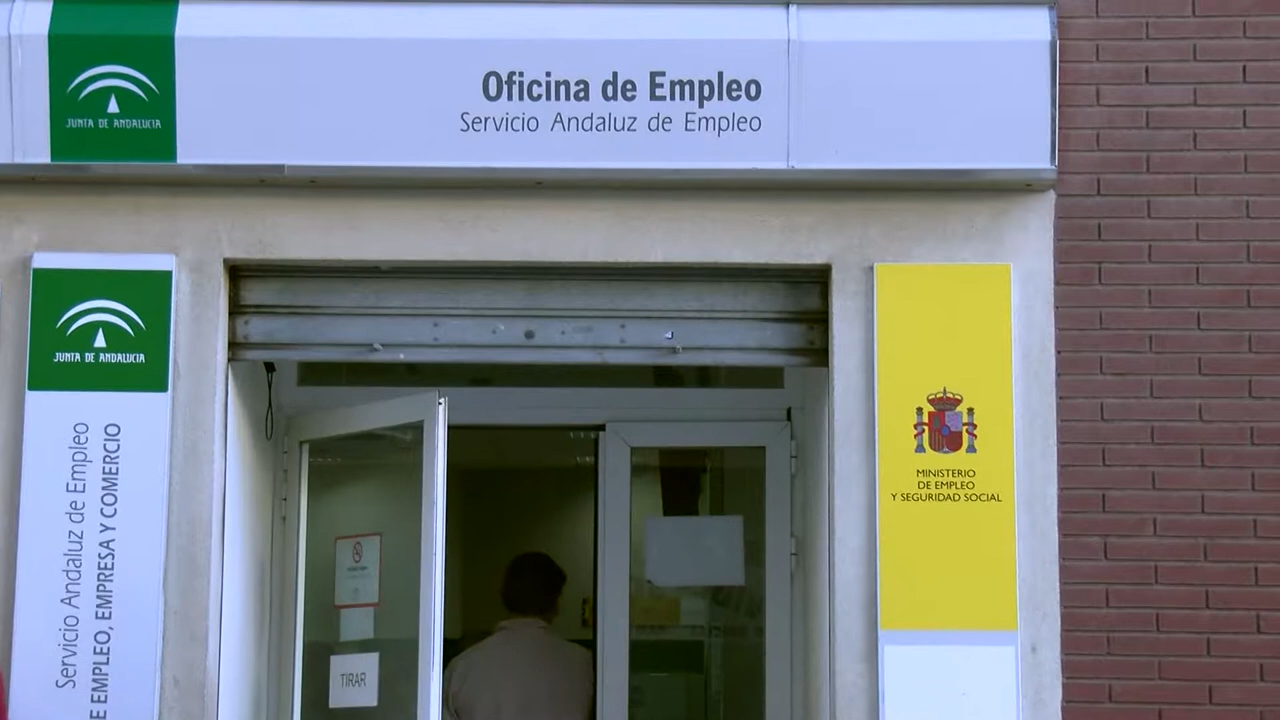 JUNTA DE ANDALUCIA
Oficina de Empleo
Servicio Andaluz de Empleo
JUNTA DE ANDALUCIA
Servicio Andaluz de Empleo
E EMPLEO, EMPRESA Y COMERCIO
TIRAR
MINISTERIO
DE EMPLEO
Y SEGURIDAD SOCIAL